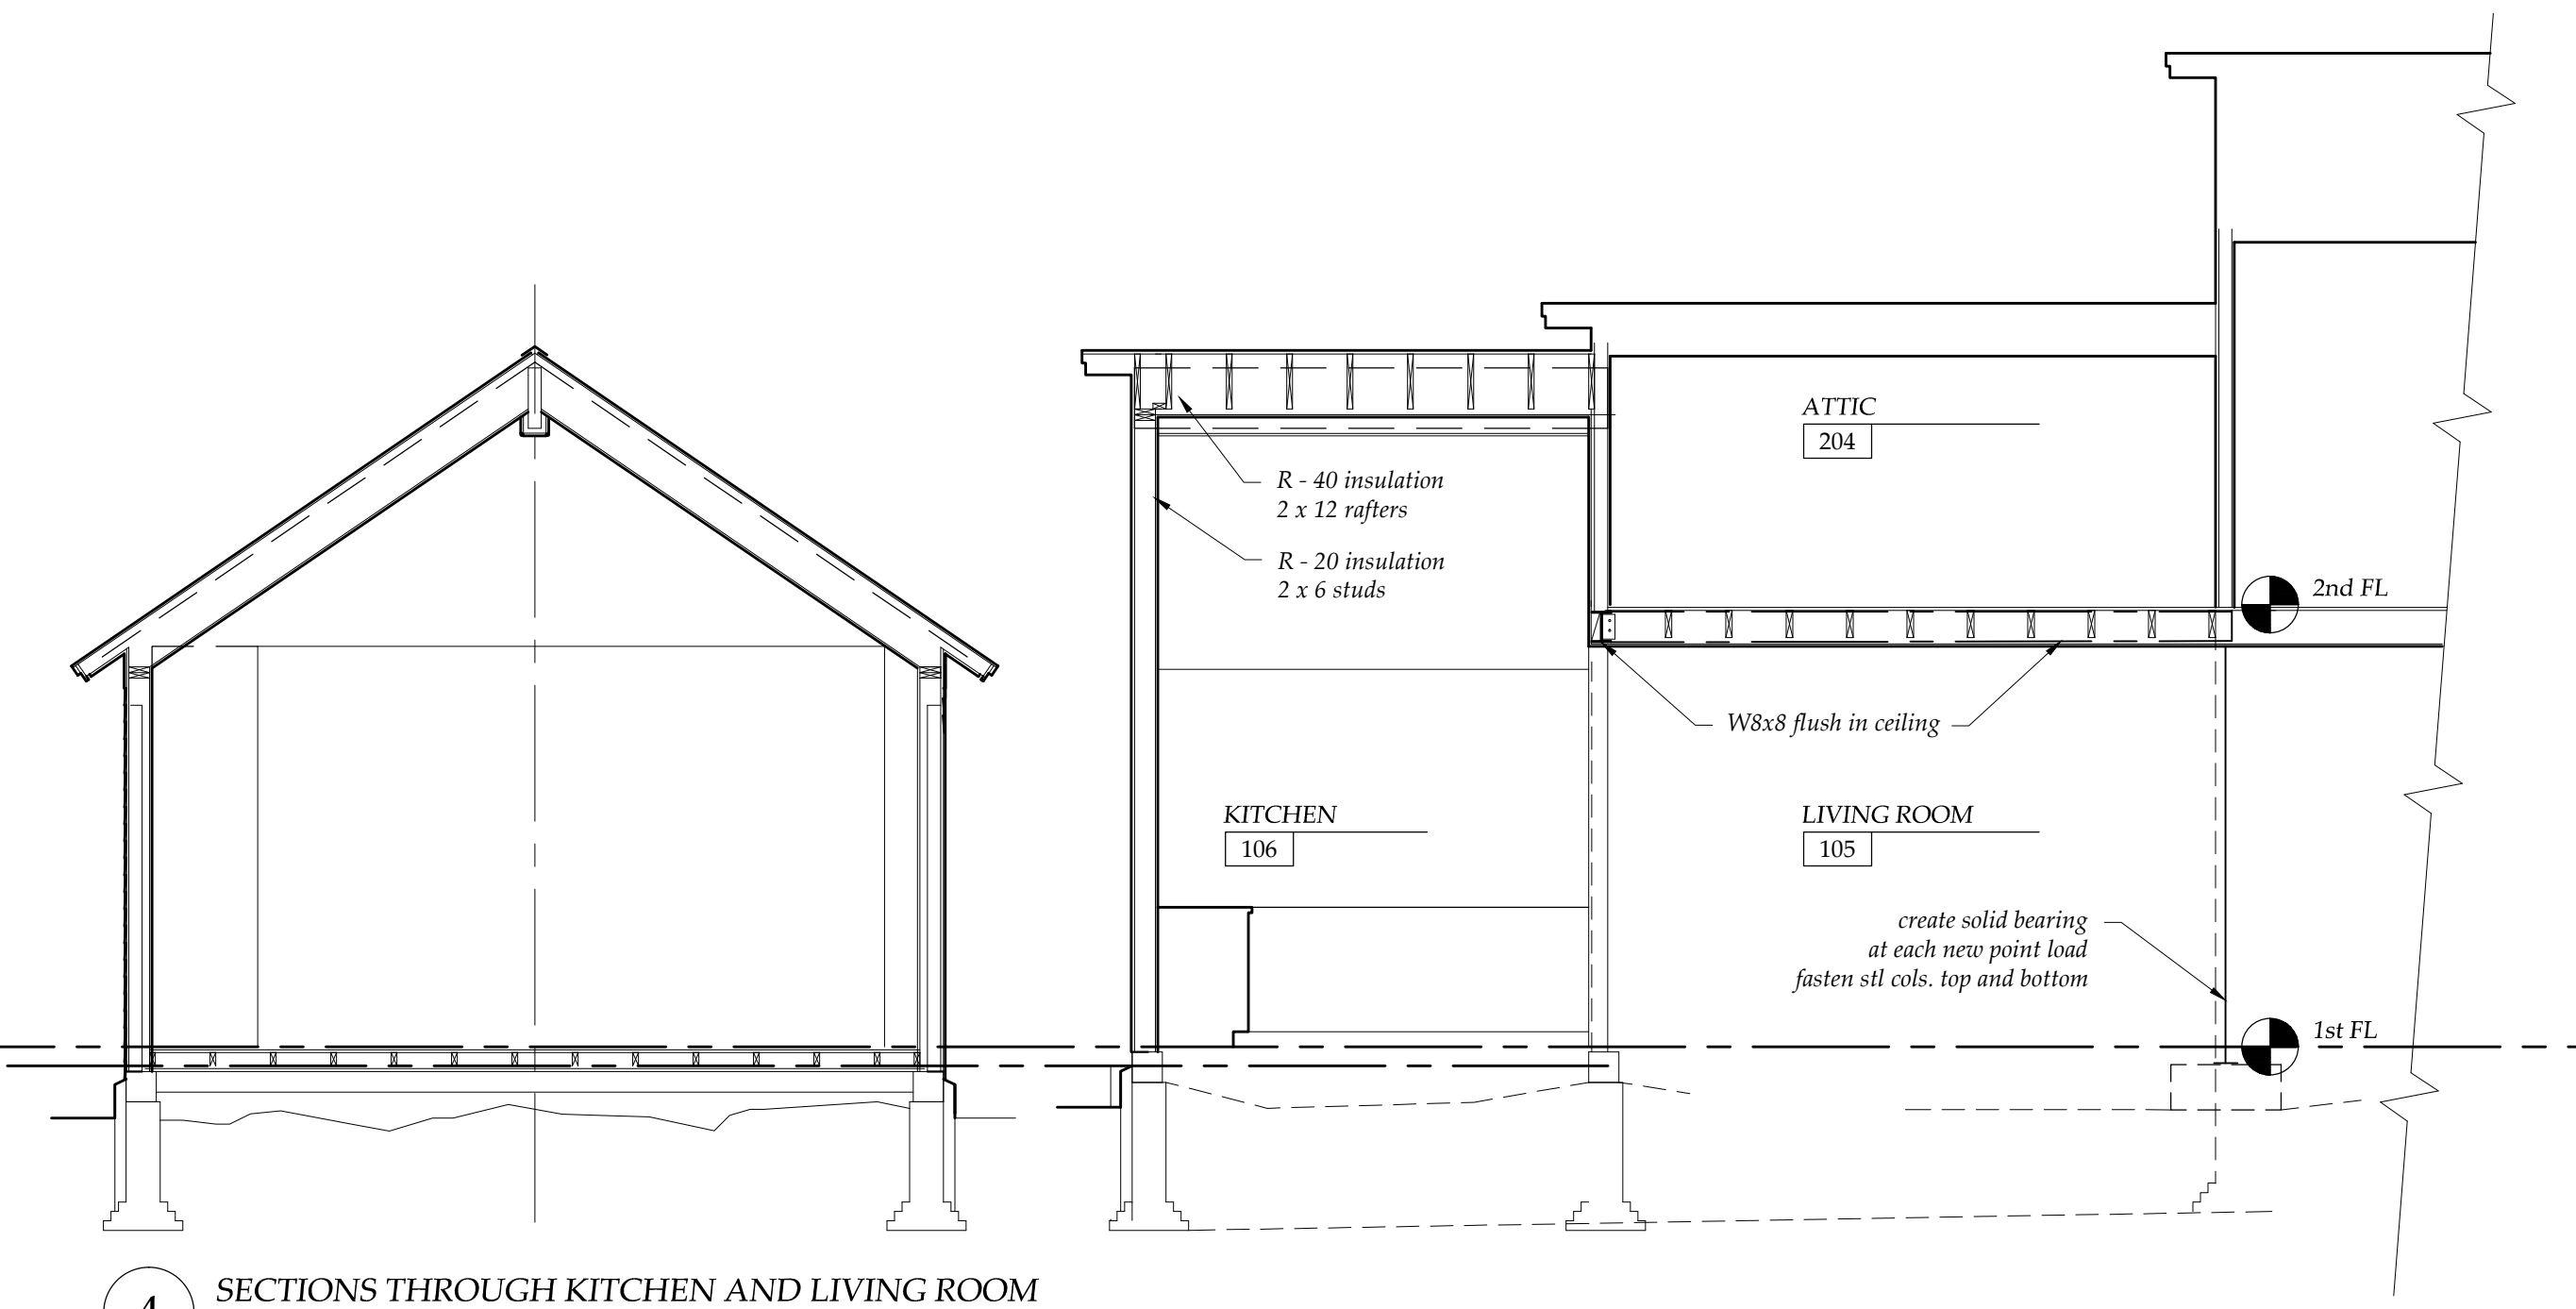 ATTIC
204
R - 40 insulation
2 x 12 rafters
R - 20 insulation
2 x 6 studs
2nd FL
W8x8 flush in ceiling
KITCHEN
106
LIVING ROOM
105
create solid bearing
at each new point load
fasten stl cols. top and bottom
1st FL
4
SECTIONS THROUGH KITCHEN AND LIVING ROOM